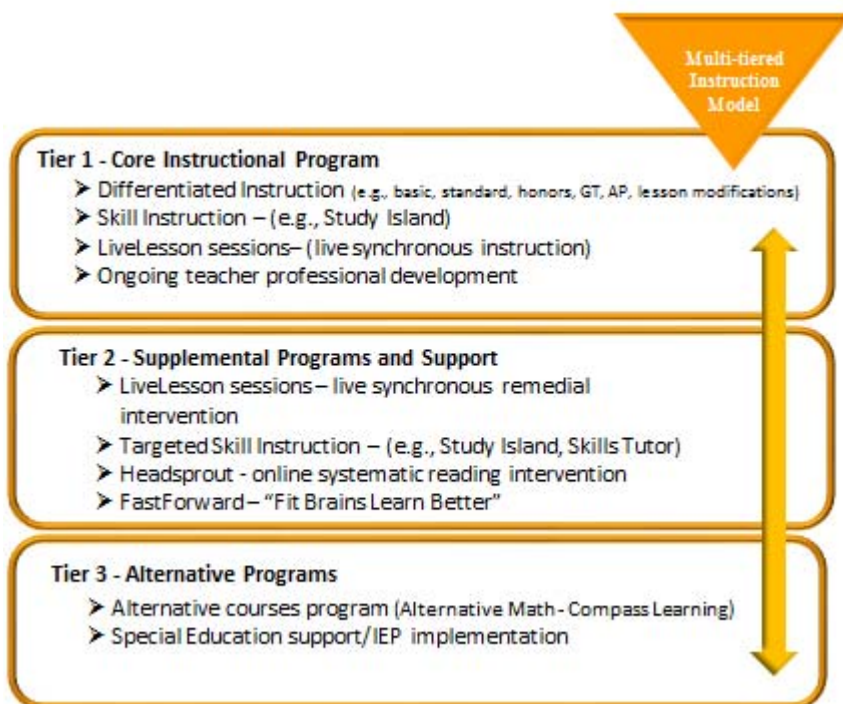 Multi-tiered
Instruction
Model
Tier 1 - Core Instructional Program
➤ Differentiated Instruction (e.g., basic, standard, honors, GT, AP, lesson modifications)
➤ Skill Instruction – (e.g., Study Island)
➤ LiveLesson sessions– (live synchronous instruction)
➤ Ongoing teacher professional development
Tier 2 - Supplemental Programs and Support
➤ LiveLesson sessions – live synchronous remedial
intervention
➤ Targeted Skill Instruction – (e.g., Study Island, Skills Tutor)
➤ Headsprout - online systematic reading intervention
➤ FastForward – “Fit Brains Learn Better”
Tier 3 - Alternative Programs
➤ Alternative courses program (Alternative Math - Compass Learning)
➤ Special Education support/IEP implementation